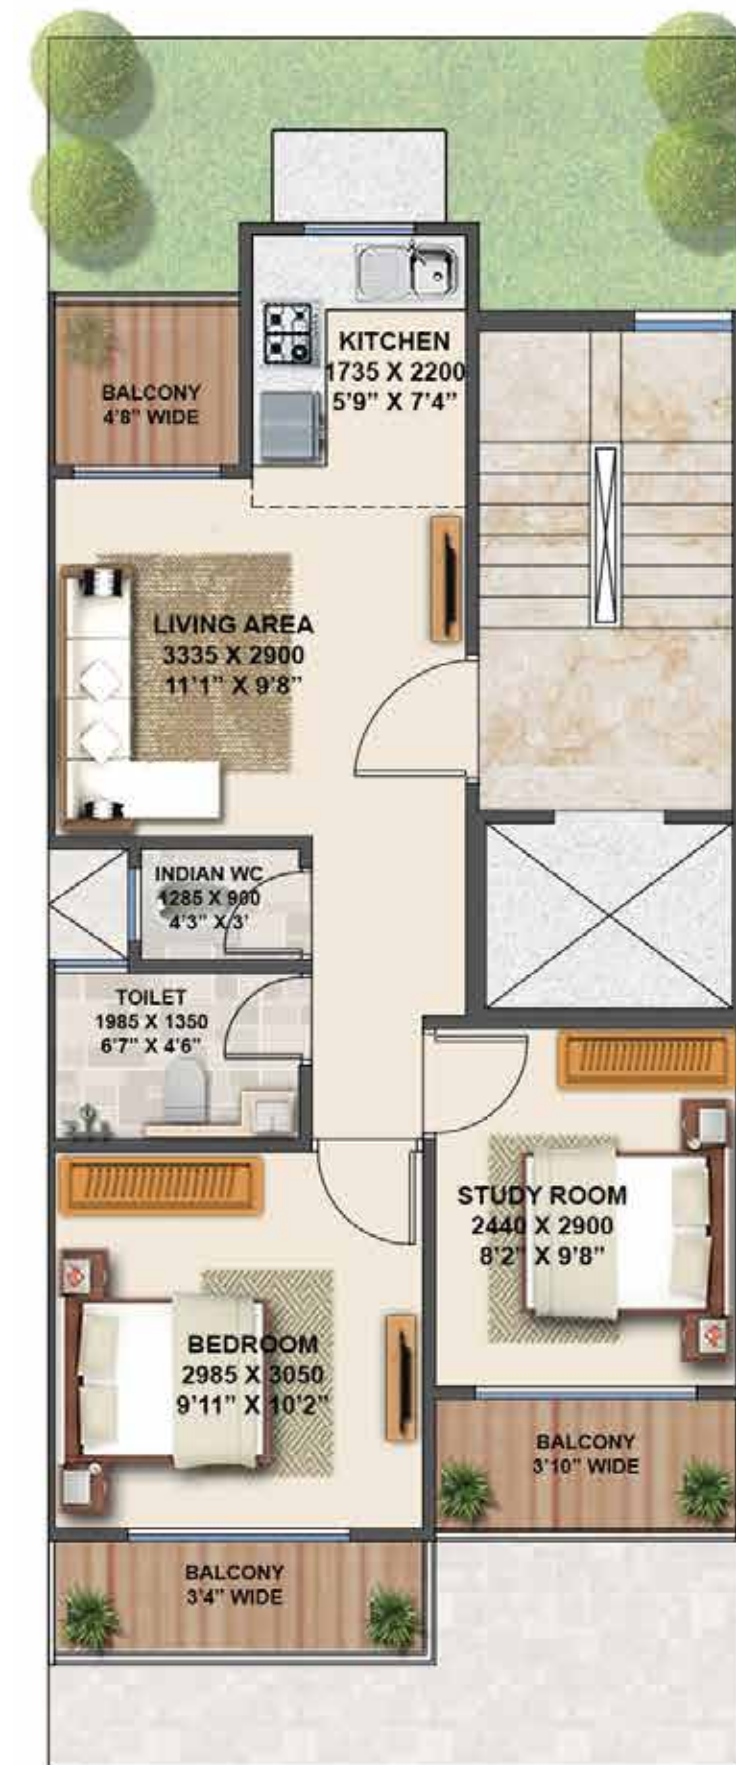 KITCHEN
1735 X 2200
5'9” X 7'4”
BALCONY
4'8” WIDE
LIVING AREA
3335 X 2900
11'1” X 9'8”
INDIAN WC
1285 X 900
4'3” X 3'
TOILET
1985 X 1350
6'7” X 4'6”
STUDY ROOM
2440 X 2900
8'2” X 9'8”
BEDROOM
2985 X 3050
9'11” X 10'2”
BALCONY
3'10” WIDE
BALCONY
3'4” WIDE